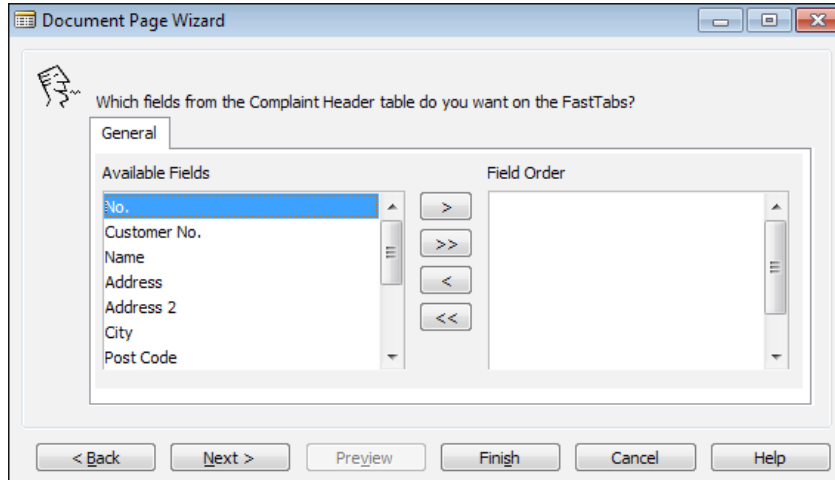 Document Page Wizard
Which fields from the Complaint Header table do you want on the FastTabs?
General
Available Fields
Field Order
No.
Customer No.
Name
Address
Address 2
City
Post Code
>
>>
<
<<
< Back
Next >
Preview
Finish
Cancel
Help